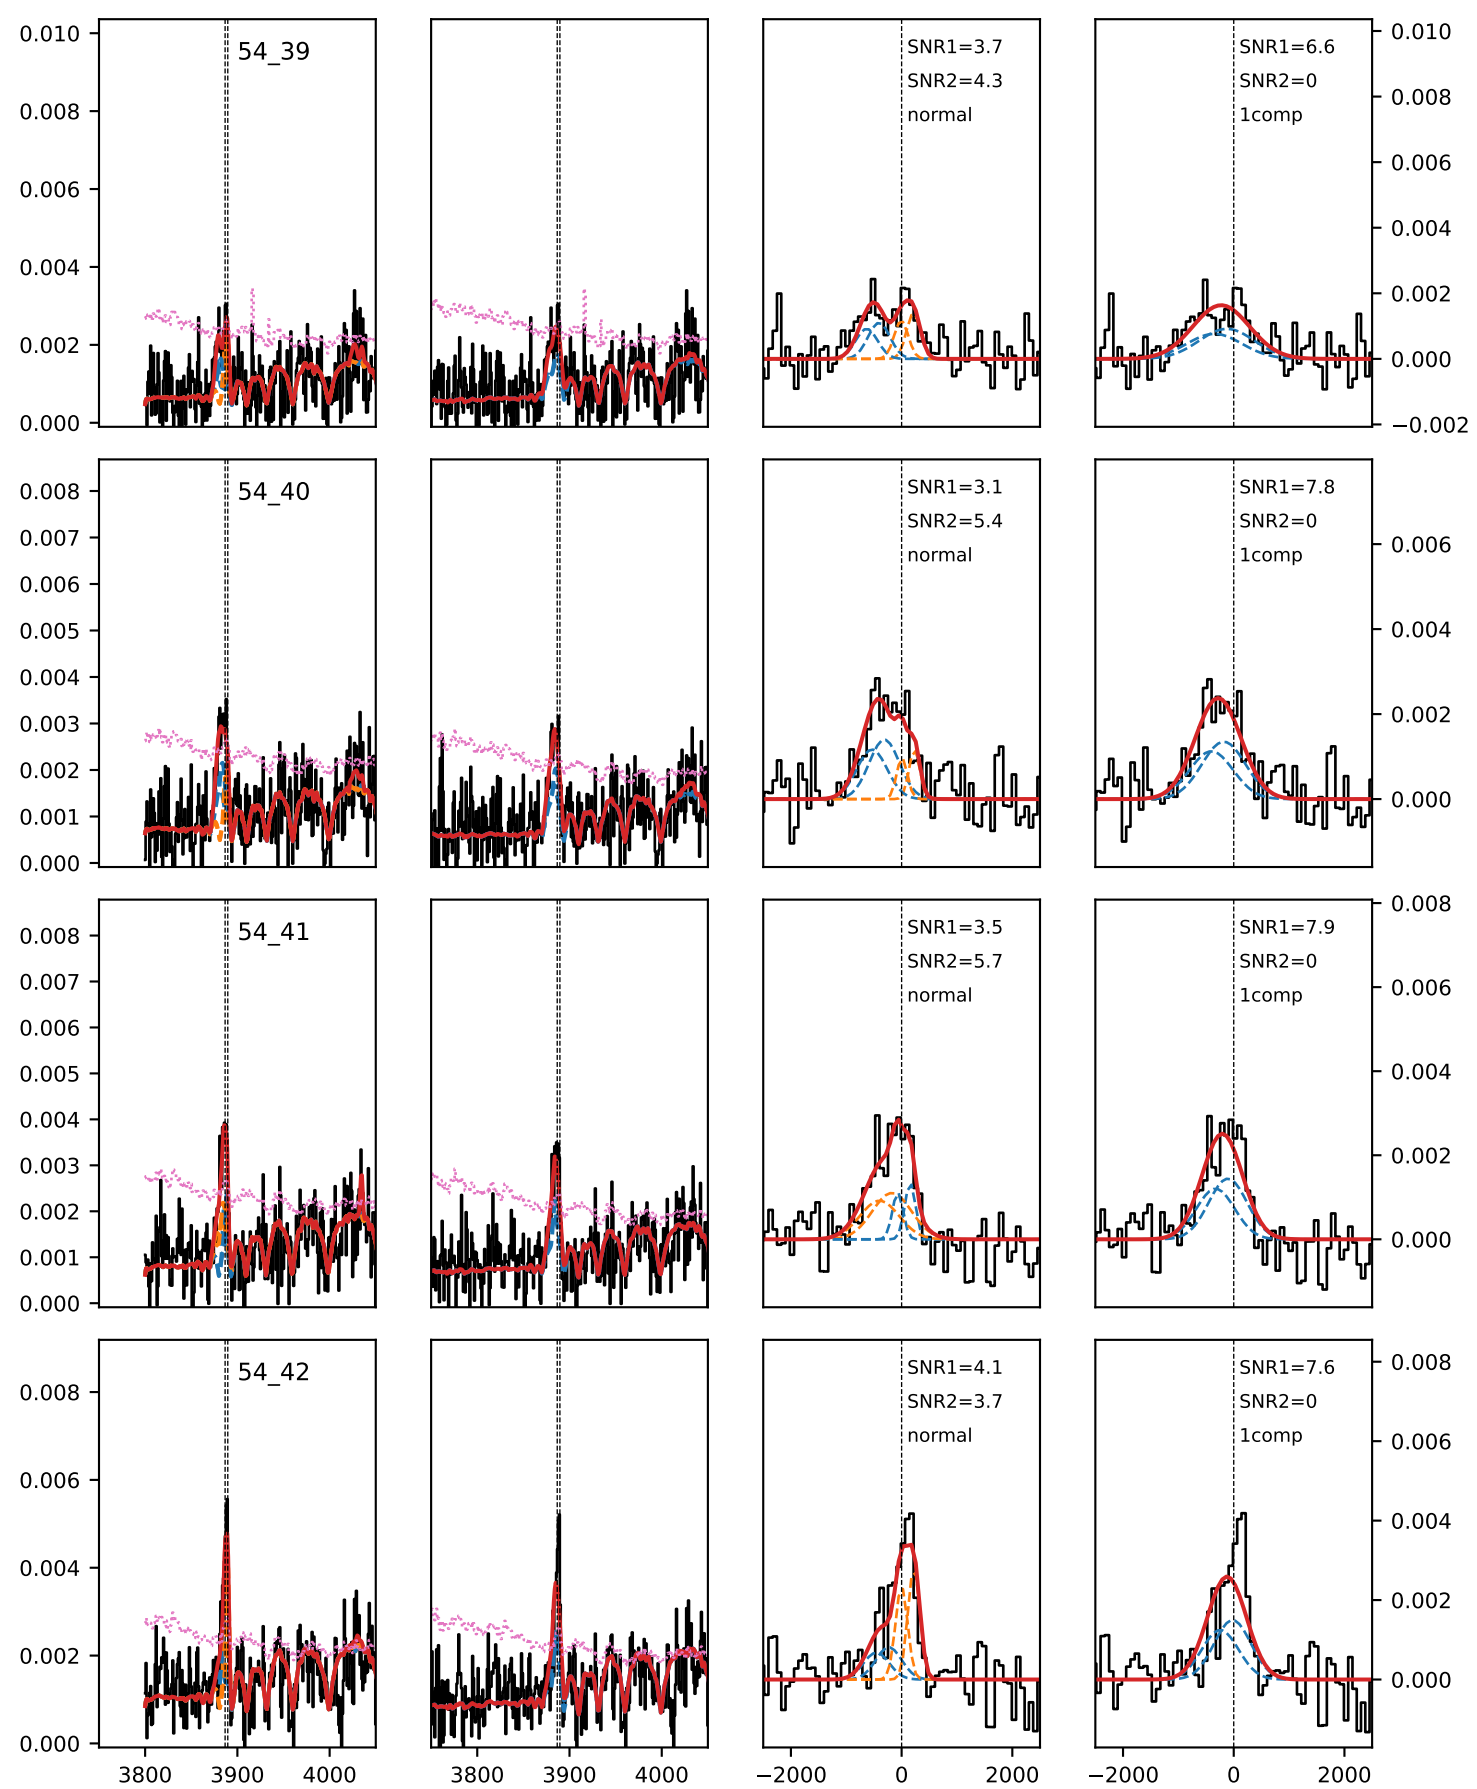 0.010
0.008
0.006
0.004
0.002
0.000
54_39
SNR1=3.7
SNR2=4.3
normal
SNR1=6.6
SNR2=0
1comp
0.010
0.008
0.006
0.004
0.002
0.000
−0.002
0.008
0.007
0.006
0.005
0.004
0.003
0.002
0.001
0.000
54_40
SNR1=3.1
SNR2=5.4
normal
SNR1=7.8
SNR2=0
1comp
0.006
0.004
0.002
0.000
0.008
0.007
0.006
0.005
0.004
0.003
0.002
0.001
0.000
54_41
SNR1=3.5
SNR2=5.7
normal
SNR1=7.9
SNR2=0
1comp
0.008
0.006
0.004
0.002
0.000
0.008
0.006
0.004
0.002
0.000
54_42
SNR1=4.1
SNR2=3.7
normal
SNR1=7.6
SNR2=0
1comp
0.008
0.006
0.004
0.002
0.000
3800 3900 4000
3800 3900 4000
−2000 0 2000
−2000 0 2000